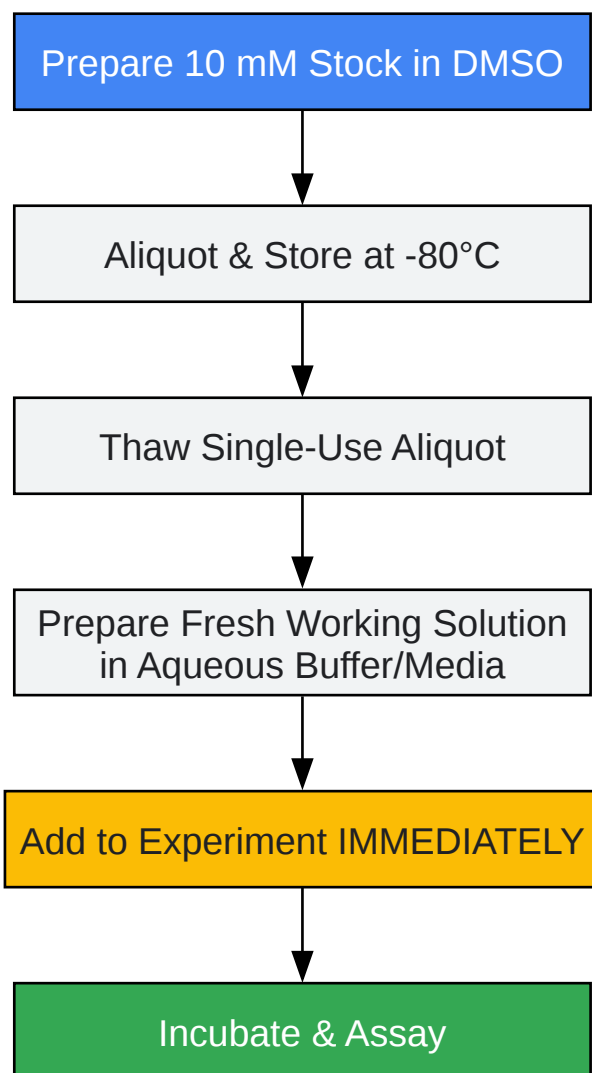 Prepare 10 mM Stock in DMSO
Aliquot & Store at -80°C
Thaw Single-Use Aliquot
Prepare Fresh Working Solution
in Aqueous Buffer/Media
Add to Experiment IMMEDIATELY
Incubate & Assay